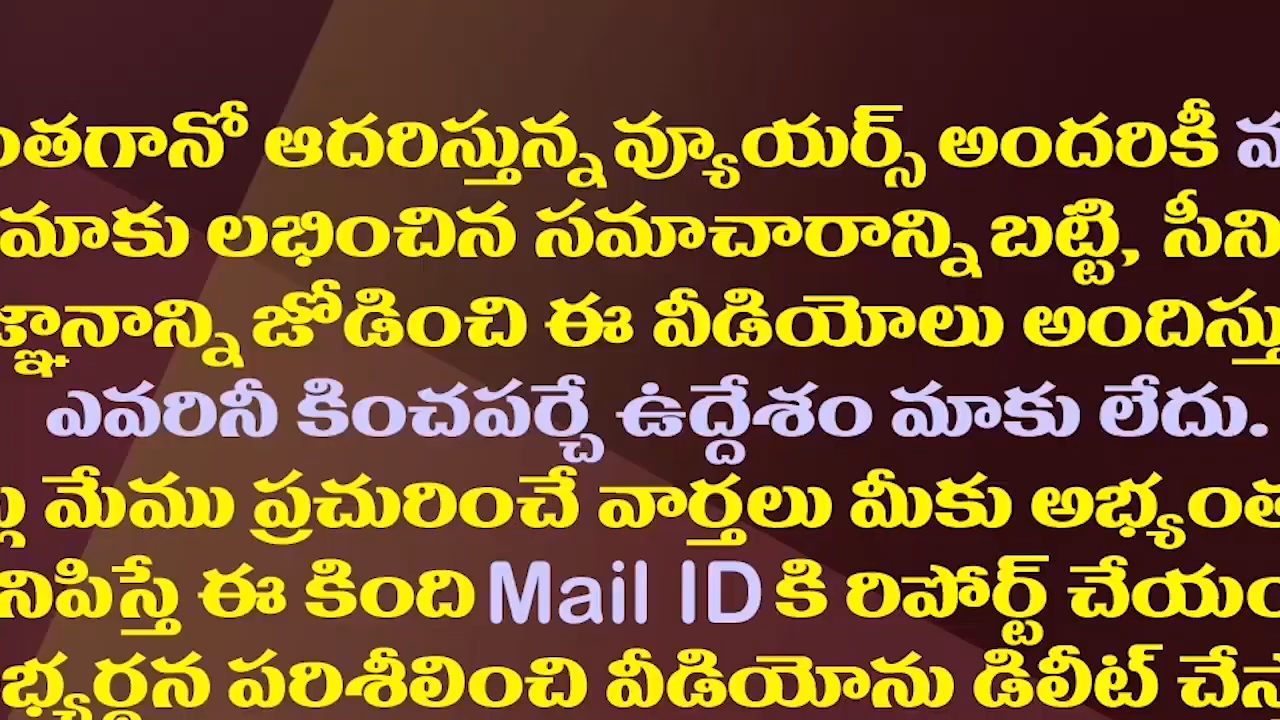 ంతగానో ఆదరిస్తున్న వ్యూయర్స్ అందరికీ
మాకు లభించిన సమాచారాన్ని బట్టి, సీని
జ్ఞానాన్ని జోడించి ఈ వీడియోలు అందిస్తు
ఎవరినీ కించపర్చే ఉద్దేశం మాకు లేదు.
మేము ప్రచురించే వార్తలు మీకు అభ్యంత
నిపిస్తే ఈ కింది Mail ID కి రిపోర్ట్ చేయం
భ్యర్థన పరిశీలించి వీడియోను డిలీట్ చేస